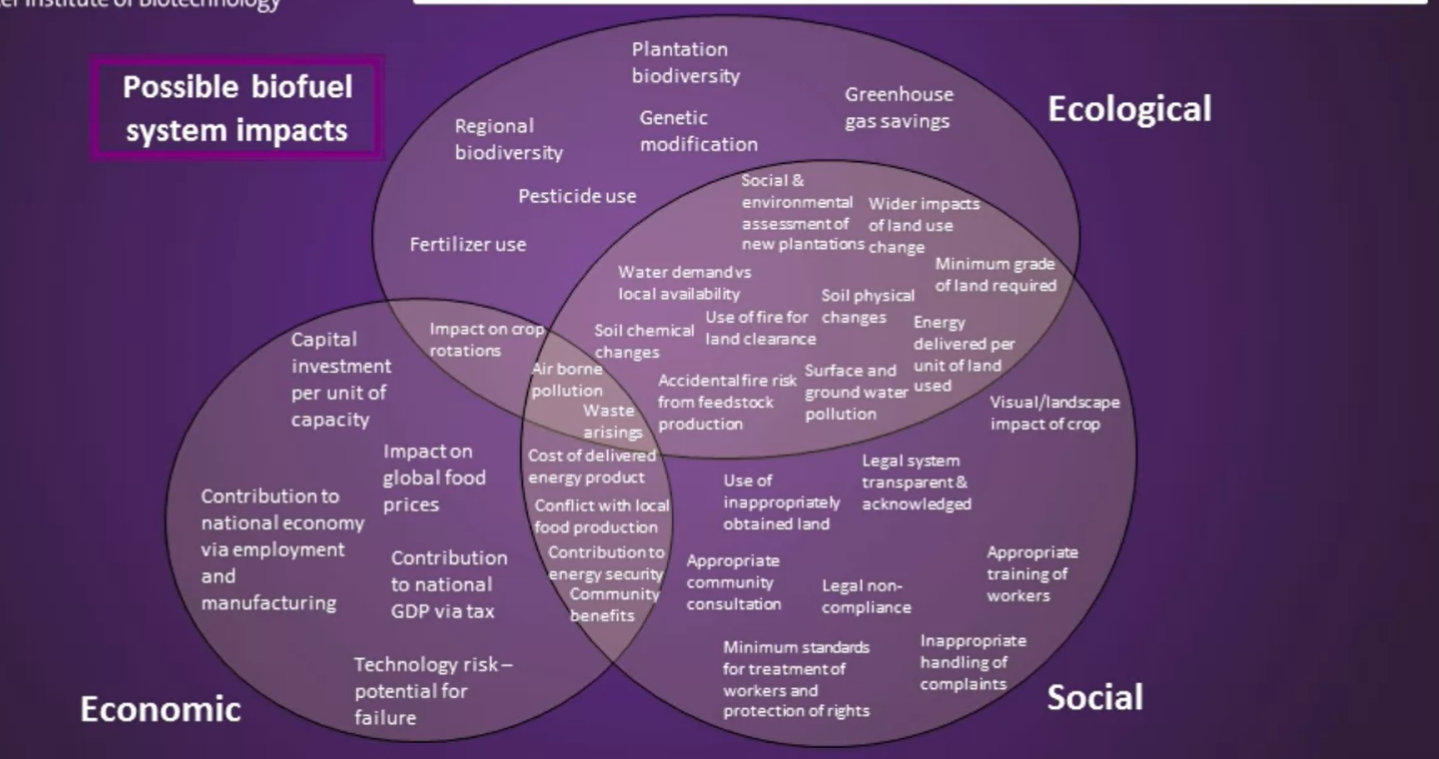 Institute of Biotechnology
Possible biofuel
system impacts
Ecological
Plantation
biodiversity
Greenhouse
gas savings
Genetic
modification
Regional
biodiversity
Pesticide use
Fertilizer use
Social &
environmental
assessment of
new plantations
Wider impacts
of land use
change
Minimum grade
of land required
Water demand vs
local availability
Soil physical
changes
Use of fire for
land clearance
Soil chemical
changes
Energy
delivered per
unit of land
used
Accidental fire risk
from feedstock
production
Surface and
ground water
pollution
Impact on crop
rotations
Air borne
pollution
Waste
arisings
Cost of delivered
energy product
Conflict with local
food production
Contribution to
energy security
Community
benefits
Capital
investment
per unit of
capacity
Impact on
global food
prices
Contribution to
national economy
via employment
and
manufacturing
Contribution
to national
GDP via tax
Technology risk –
potential for
failure
Economic
Visual/landscape
impact of crop
Legal system
transparent &
acknowledged
Use of
inappropriately
obtained land
Appropriate
community
consultation
Legal non-
compliance
Appropriate
training of
workers
Minimum standards
for treatment of
workers and
protection of rights
Inappropriate
handling of
complaints
Social